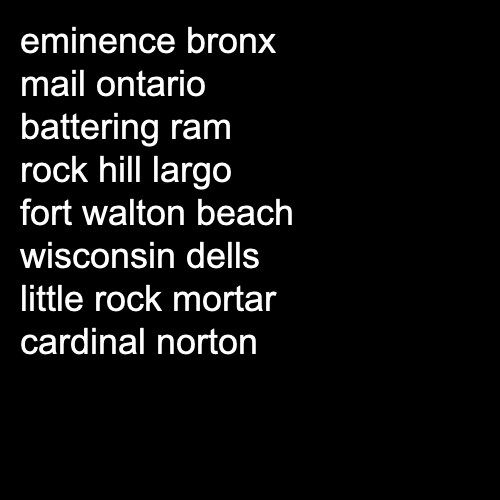 eminence bronx
mail ontario
battering ram
rock hill largo
fort walton beach
wisconsin dells
little rock mortar
cardinal norton